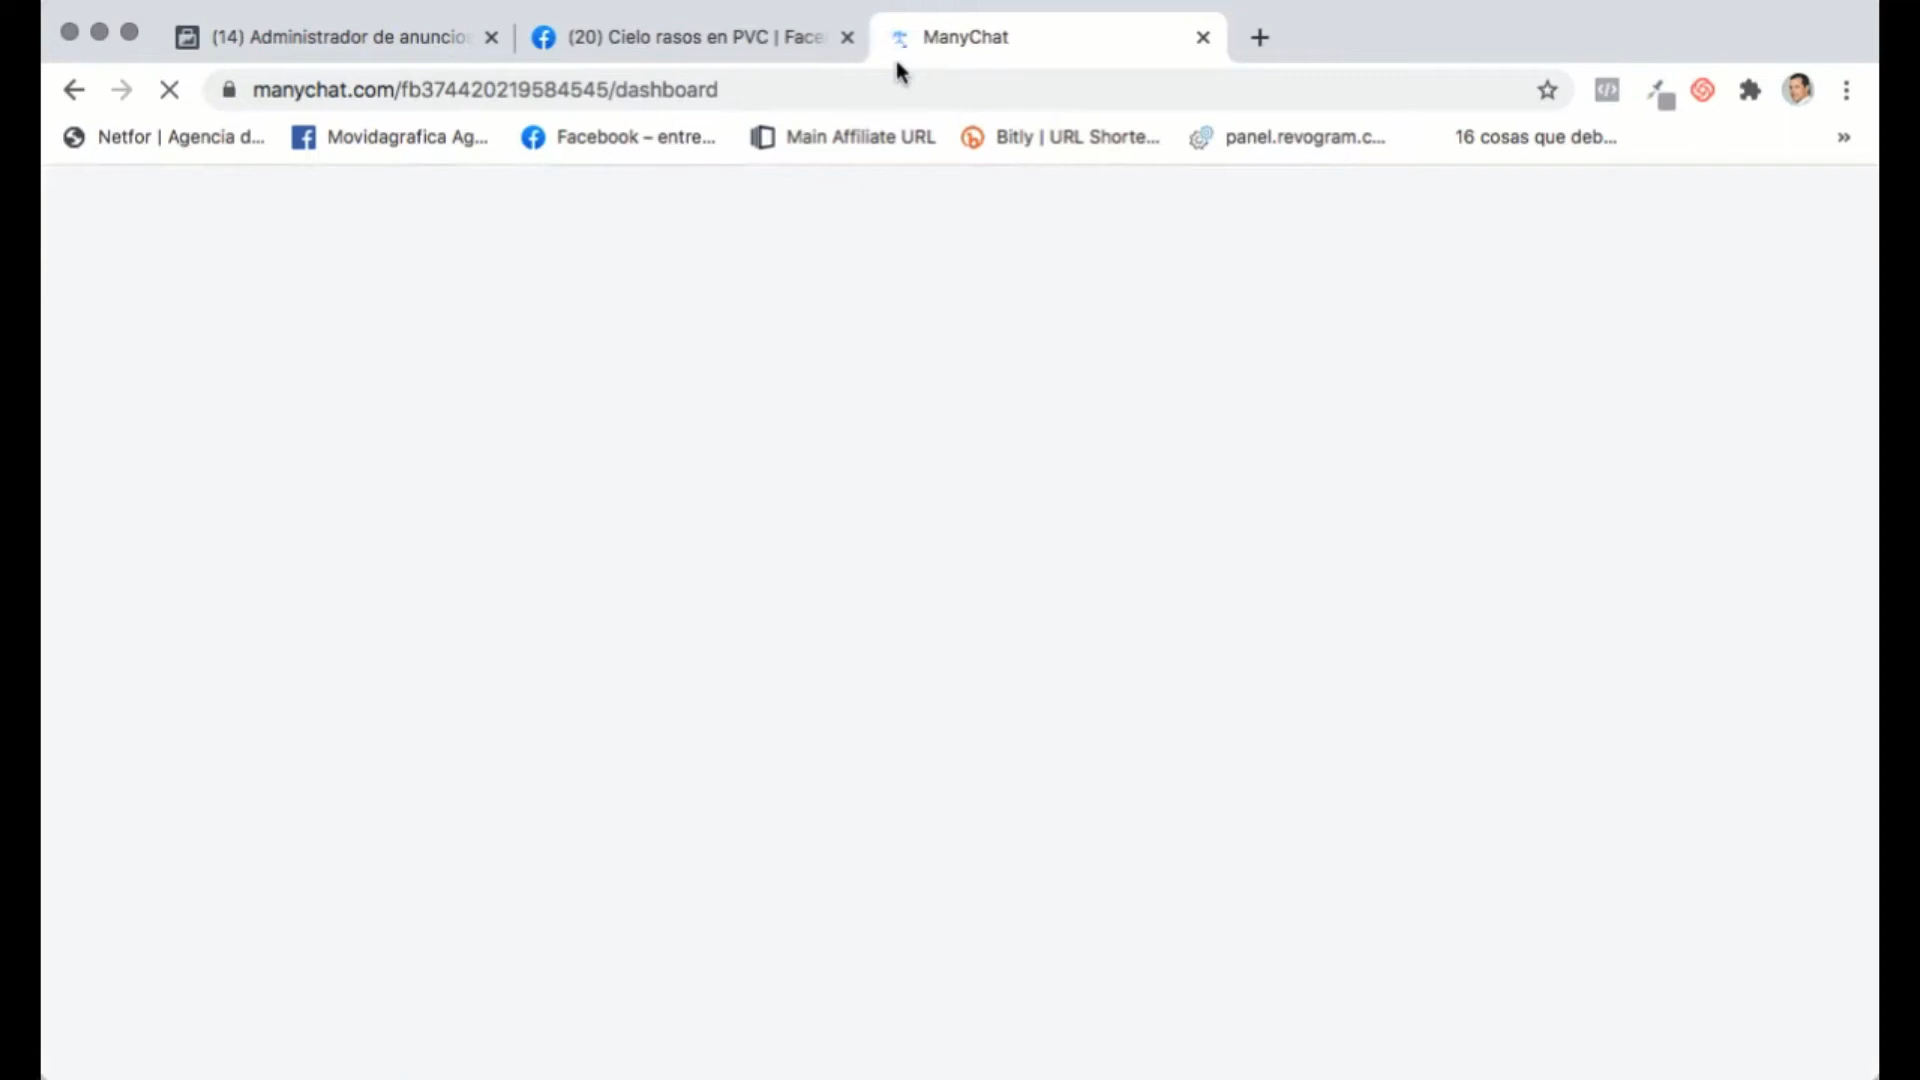 (14) Administrador de anuncios
(20) Cielo rasos en PVC | Face
ManyChat
manychat.com/fb374420219584545/dashboard
Netfor | Agencia d...
Movidagrafica Ag...
Facebook – entre...
Main Affiliate URL
Bitly | URL Shorte...
panel.revogram.c...
16 cosas que deb...